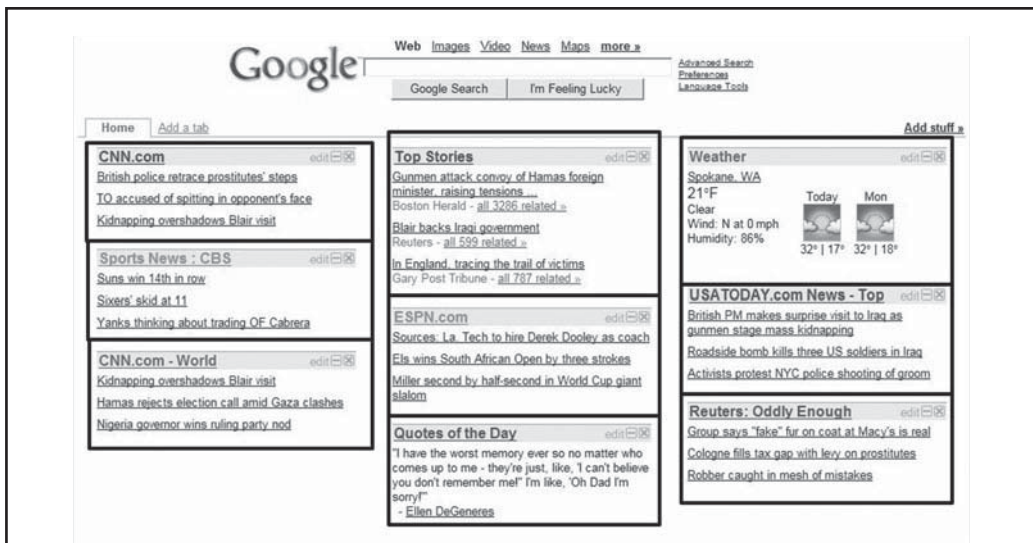 Web Images Video News Maps more »
Google
Advanced Search
Preferences
Language Tools
Google Search I'm Feeling Lucky
Home Add a tab
Add stuff »
CNN.com edit
British police retrace prostitutes' steps
TO accused of spitting in opponent's face
Kidnapping overshadows Blair visit
Sports News : CBS edit
Suns win 14th in row
Sixers' skid at 11
Yanks thinking about trading OF Cabrera
CNN.com - World edit
Kidnapping overshadows Blair visit
Hamas rejects election call amid Gaza clashes
Nigeria governor wins ruling party nod
Top Stories edit
Gunmen attack convoy of Hamas foreign
minister, raising tensions ...
Boston Herald - all 3286 related »
Blair backs Iraqi government
Reuters - all 599 related »
In England, tracing the trail of victims
Gary Post Tribune - all 787 related »
ESPN.com edit
Sources: La. Tech to hire Derek Dooley as coach
Els wins South African Open by three strokes
Miller second by half-second in World Cup giant
slalom
Quotes of the Day edit
"I have the worst memory ever so no matter who
comes up to me - they're just, like, 'I can't believe
you don't remember me!' I'm like, 'Oh Dad I'm
sorry!'"
- Ellen DeGeneres
Weather edit
Spokane, WA
21°F
Clear
Wind: N at 0 mph
Humidity: 86%
Today Mon
32° | 17° 32° | 18°
USATODAY.com News - Top edit
British PM makes surprise visit to Iraq as
gunmen stage mass kidnapping
Roadside bomb kills three US soldiers in Iraq
Activists protest NYC police shooting of groom
Reuters: Oddly Enough edit
Group says "fake" fur on coat at Macy's is real
Cologne fills tax gap with levy on prostitutes
Robber caught in mesh of mistakes